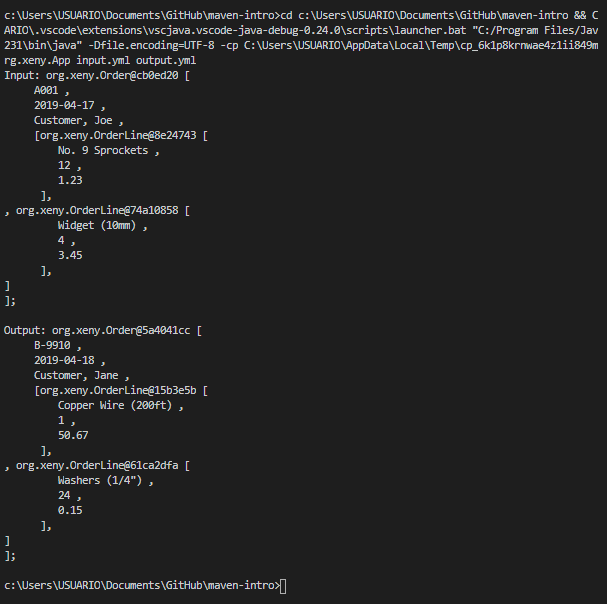 c:\Users\USUARIO\Documents\GitHub\maven-intro>cd c:\Users\USUARIO\Documents\GitHub\maven-intro && C
ARIO\.vscode\extensions\vscjava.vscode-java-debug-0.24.0\scripts\launcher.bat "C:/Program Files/Jav
231\bin\java" -Dfile.encoding=UTF-8 -cp C:\Users\USUARIO\AppData\Local\Temp\cp_6k1p8krnwae4z1ii849m
rg.xeny.App input.yml output.yml
Input: org.xeny.Order@cb0ed20 [
A001 ,
2019-04-17 ,
Customer, Joe ,
[org.xeny.OrderLine@8e24743 [
No. 9 Sprockets ,
12 ,
1.23
],
, org.xeny.OrderLine@74a10858 [
Widget (10mm) ,
4 ,
3.45
],
]
];
Output: org.xeny.Order@5a4041cc [
B-9910 ,
2019-04-18 ,
Customer, Jane ,
[org.xeny.OrderLine@15b3e5b [
Copper Wire (200ft) ,
1 ,
50.67
],
, org.xeny.OrderLine@61ca2dfa [
Washers (1/4") ,
24 ,
0.15
],
]
];
c:\Users\USUARIO\Documents\GitHub\maven-intro>